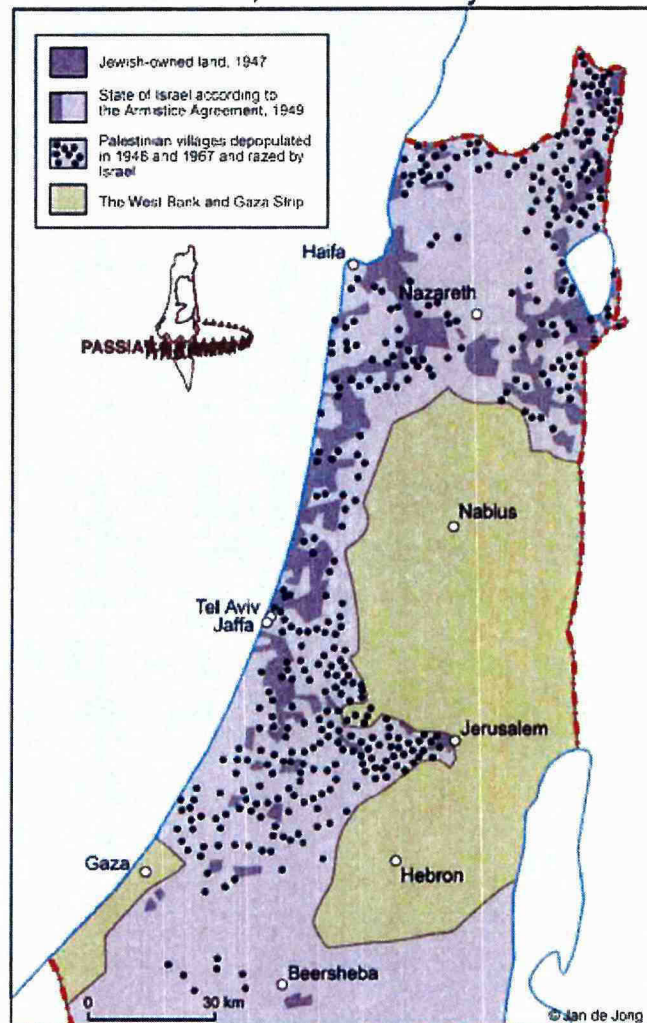 Jewish-owned land, 1947
State of Israel according to
the Armistice Agreement, 1949
Palestinian villages depopulated
in 1948 and 1967 and razed by
Israel
The West Bank and Gaza Strip
Haifa
Nazareth
PASSIA
Nablus
Tel Aviv
Jaffa
Jerusalem
Gaza
Hebron
Beersheba
0 30 km
© Jan de Jong